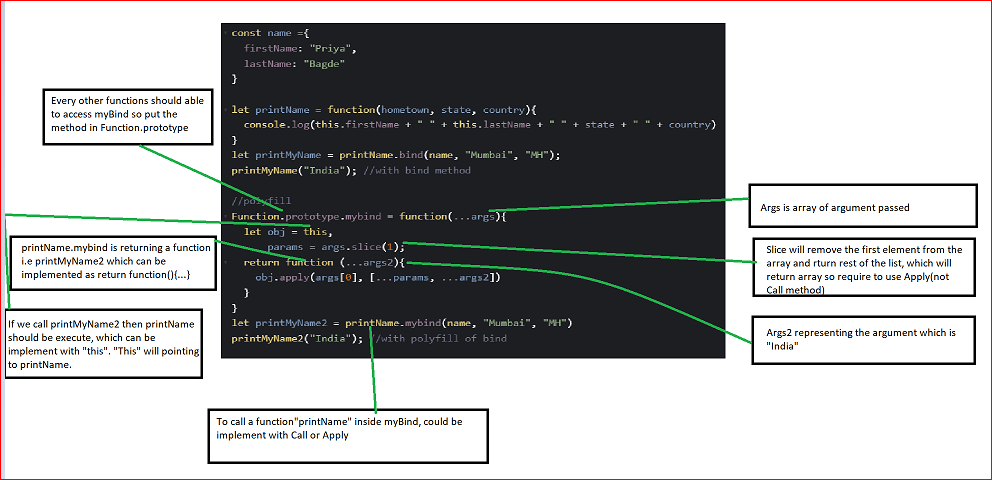 const name ={
firstName: "Priya",
lastName: "Bagde"
}
let printName = function(hometown, state, country){
console.log(this.firstName + " " + this.lastName + " " + state + " " + country)
}
let printMyName = printName.bind(name, "Mumbai", "MH");
printMyName("India"); //with bind method
//polyfill
Function.prototype.mybind = function(...args){
let obj = this,
params = args.slice(1);
return function (...args2){
obj.apply(args[0], [...params, ...args2])
}
}
let printMyName2 = printName.mybind(name, "Mumbai", "MH")
printMyName2("India"); //with polyfill of bind
Every other functions should able
to access myBind so put the
method in Function.prototype
printName.mybind is returning a function
i.e printMyName2 which can be
implemented as return function(){...}
If we call printMyName2 then printName
should be execute, which can be
implement with "this". "This" will pointing
to printName.
To call a function"printName" inside myBind, could be
implement with Call or Apply
Args is array of argument passed
Slice will remove the first element from the
array and rturn rest of the list, which will
return array so require to use Apply(not
Call method)
Args2 representing the argument which is
"India"